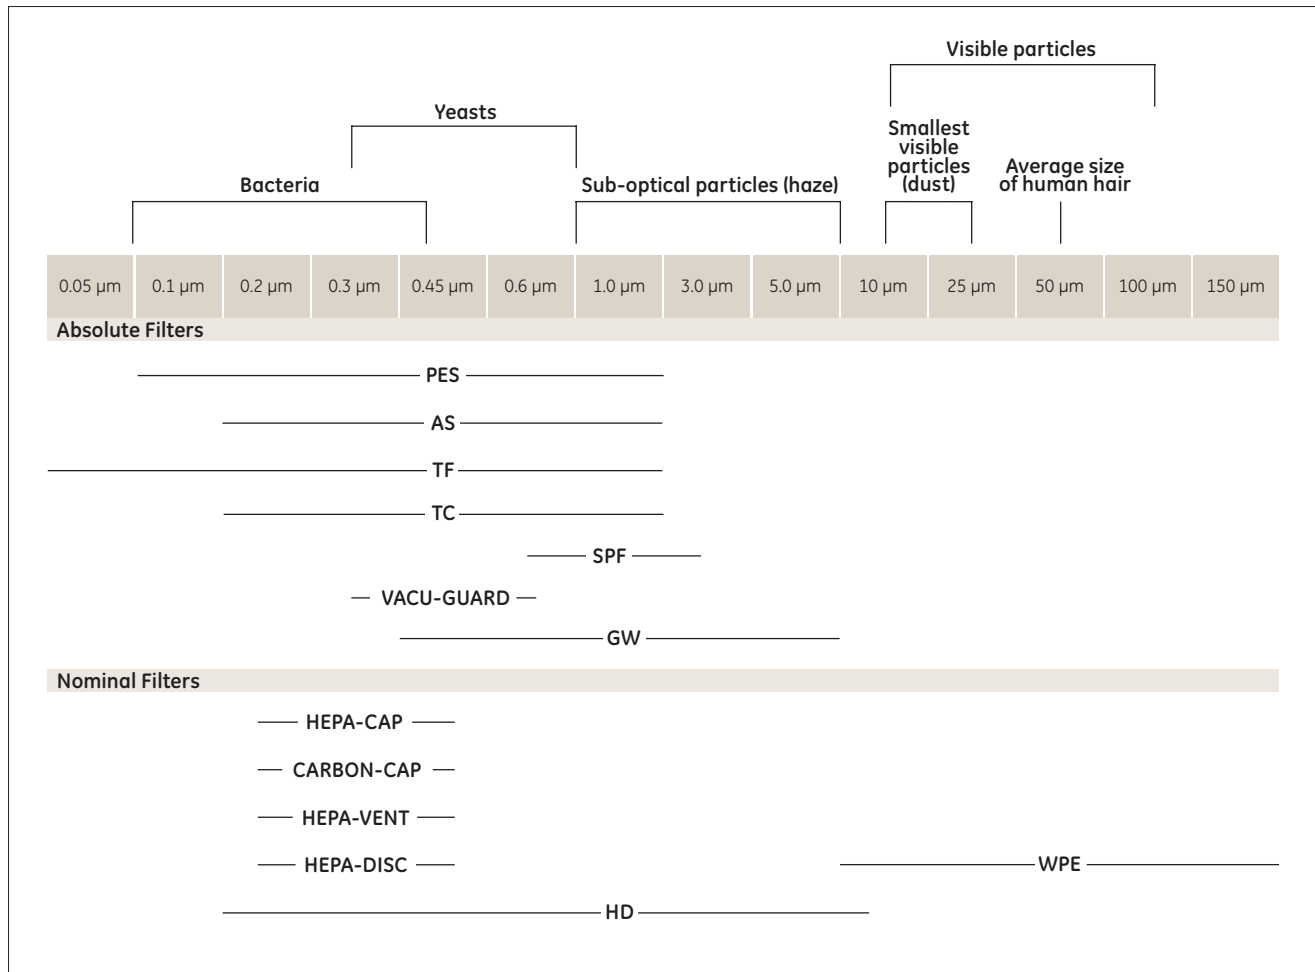 Visible particles
Yeasts
Smallest
visible
particles
(dust)
Average size
of human hair
Bacteria
Sub-optical particles (haze)
0.05 µm 0.1 µm 0.2 µm 0.3 µm 0.45 µm 0.6 µm 1.0 µm 3.0 µm 5.0 µm 10 µm 25 µm 50 µm 100 µm 150 µm
Absolute Filters
PES
AS
TF
TC
SPF
VACU-GUARD
GW
Nominal Filters
HEPA-CAP
CARBON-CAP
HEPA-VENT
HEPA-DISC WPE
HD